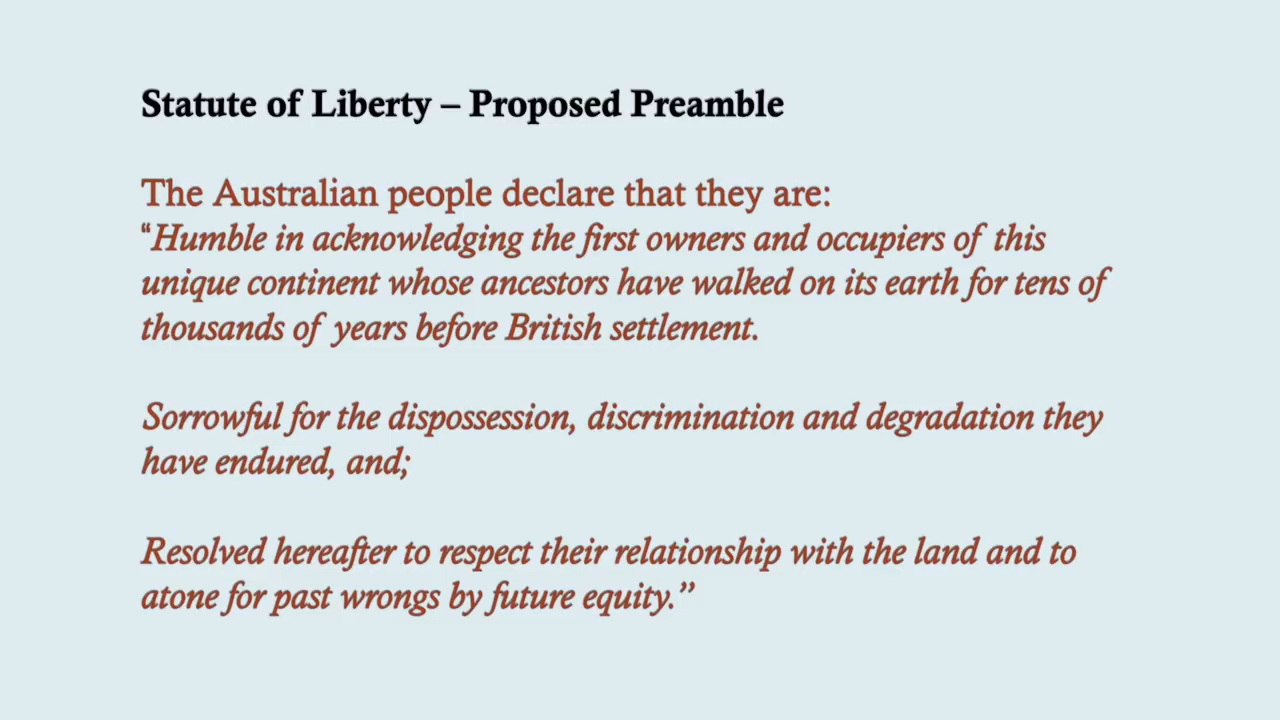 Statute of Liberty – Proposed Preamble
The Australian people declare that they are:
“Humble in acknowledging the first owners and occupiers of this
unique continent whose ancestors have walked on its earth for tens of
thousands of years before British settlement.
Sorrowful for the dispossession, discrimination and degradation they
have endured, and;
Resolved hereafter to respect their relationship with the land and to
atone for past wrongs by future equity.”